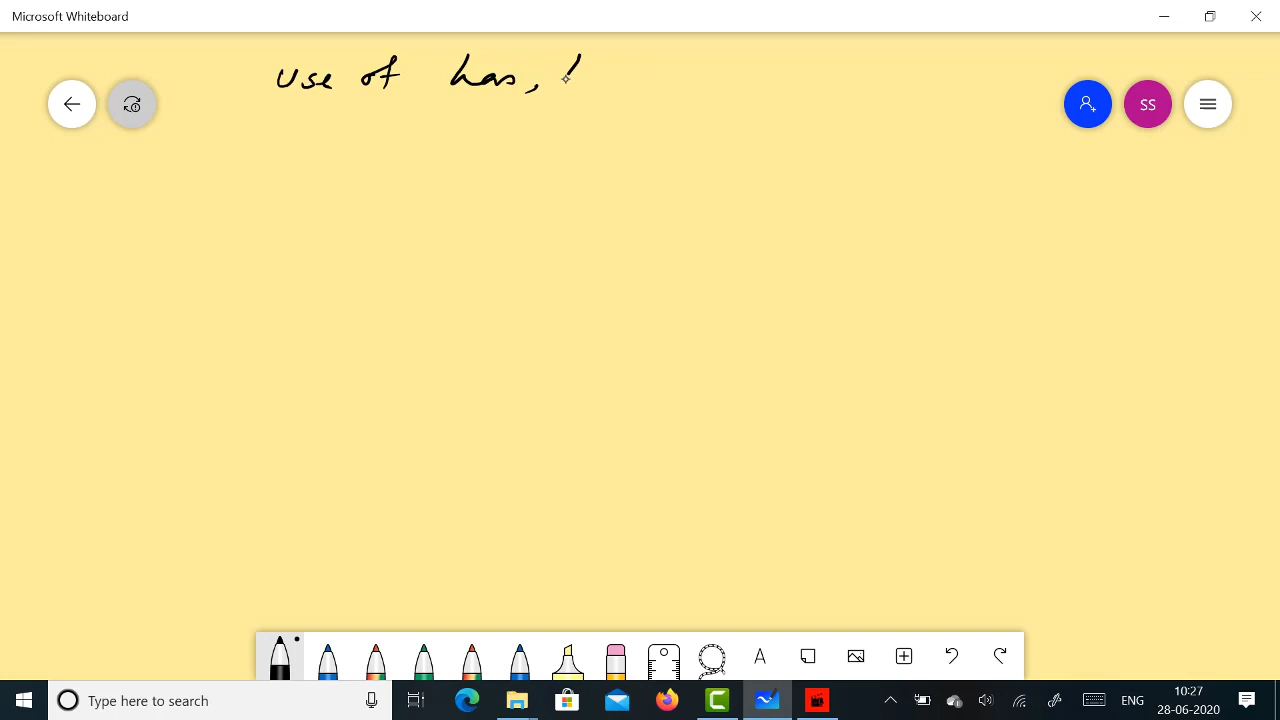 Microsoft Whiteboard
use of has,
SS
A
Type here to search
ENG
10:27
28-06-2020